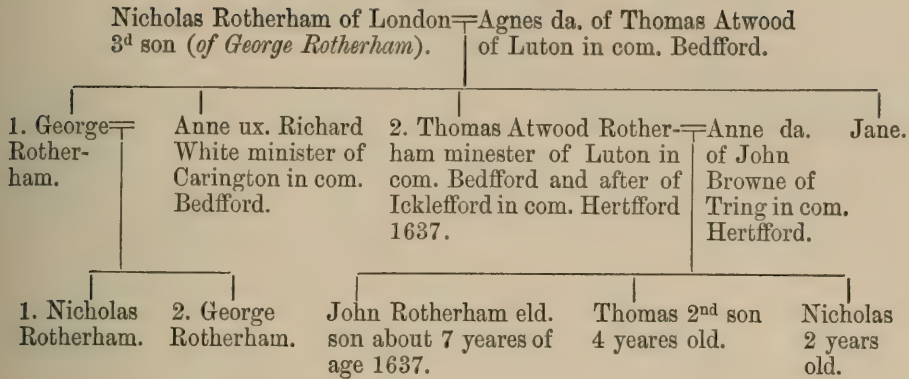 Nicholas Rotherham of London Agnes da. of Thomas Atwood
3d son (of George Rotherham). of Luton in com. Bedfford.
1. George
Rother-
ham.
Anne ux. Richard
White minister of
Carington in com.
Bedfford.
2. Thomas Atwood Rother-
ham minester of Luton in
com. Bedfford and after of
Icklefford in com. Hertfford
1637.
Anne da.
of John
Browne of
Tring in com.
Hertfford.
Jane.
1. Nicholas
Rotherham.
2. George
Rotherham.
John Rotherham eld.
son about 7 yeares of
age 1637.
Thomas 2nd son
4 yeares old.
Nicholas
2 years
old.